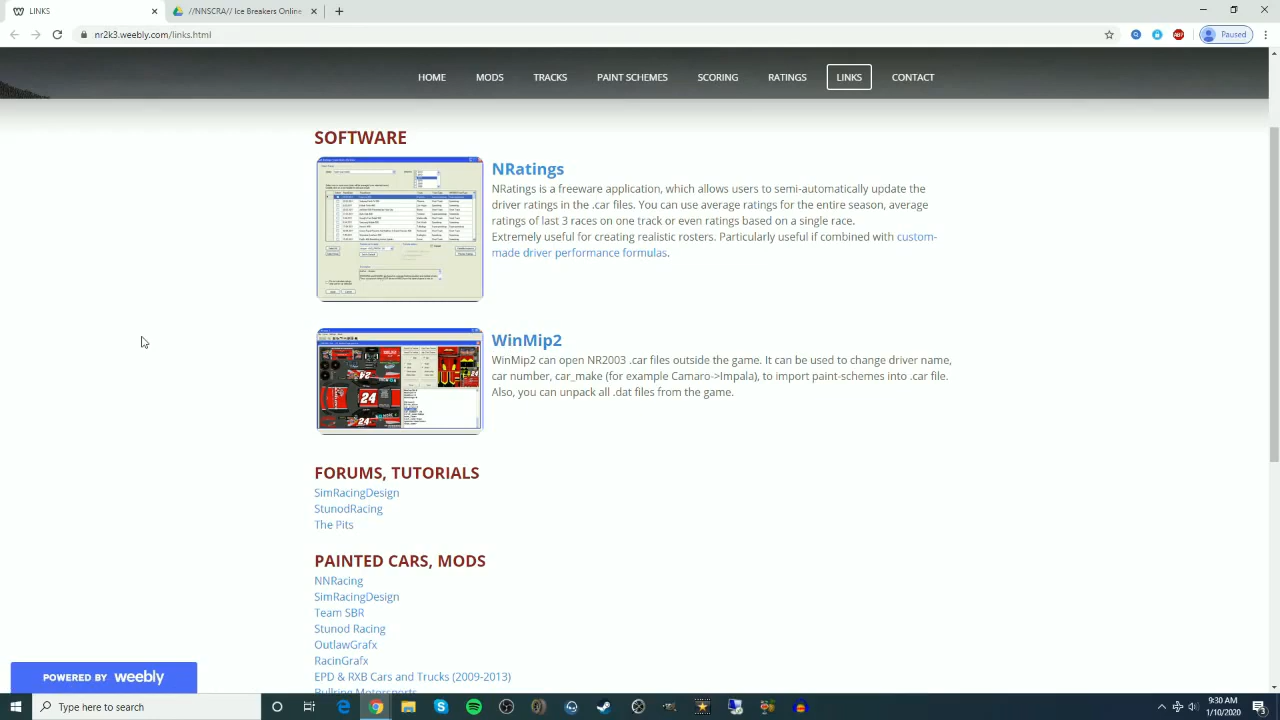 LINKS
//NNSCRA// Ice Breakers Online
nr2k3.weebly.com/links.html
Paused
HOME
MODS
TRACKS
PAINT SCHEMES
SCORING
RATINGS
LINKS
CONTACT
SOFTWARE
NRatings
NRatings is a freeware application, which allows users to semi-automatically update the
driver ratings in the .car files. You can use average ratings from the entire season, average
ratings of last 3 races on one track or even ratings based on one race only.
Extremely useful for creating realistic rosters. Particularly useful if combined with custom-
made driver performance formulas.
WinMip2
WinMip2 can open NR2003 .car files outside the game. It can be used to change driver name,
car number, car_make (for example Camaro->Impala), to import paint schemes into .car file.
Also, you can unpack all .dat files from the game.
FORUMS, TUTORIALS
SimRacingDesign
StunodRacing
The Pits
PAINTED CARS, MODS
NNRacing
SimRacingDesign
Team SBR
Stunod Racing
OutlawGrafx
RacinGrafx
EPD & RXB Cars and Trucks (2009-2013)
Bullring Motorsports
POWERED BY weebly
Type here to search
9:30 AM
1/10/2020